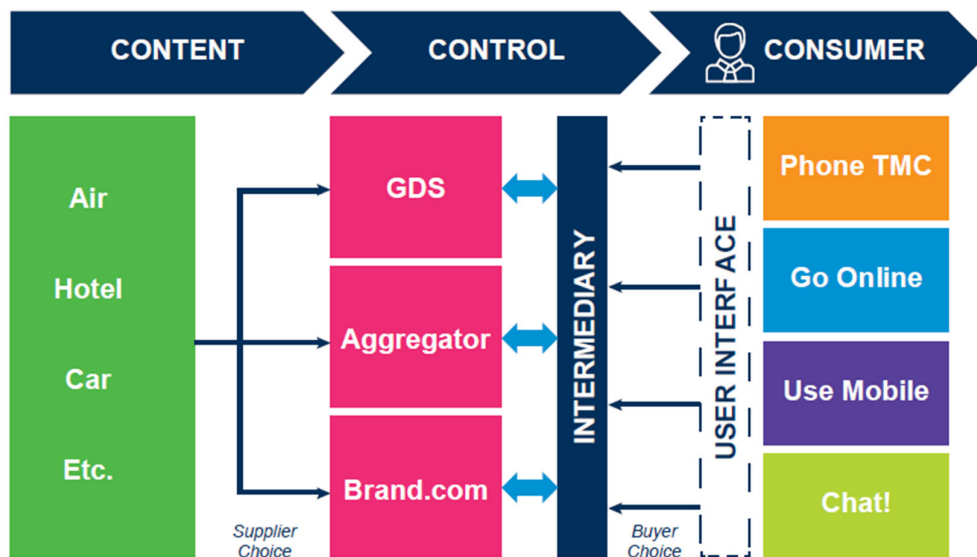 CONTENT
CONTROL
CONSUMER
Air
Hotel
Car
Etc.
Supplier
Choice
GDS
Aggregator
Brand.com
INTERMEDIARY
Buyer
Choice
USER INTERFACE
Phone TMC
Go Online
Use Mobile
Chat!